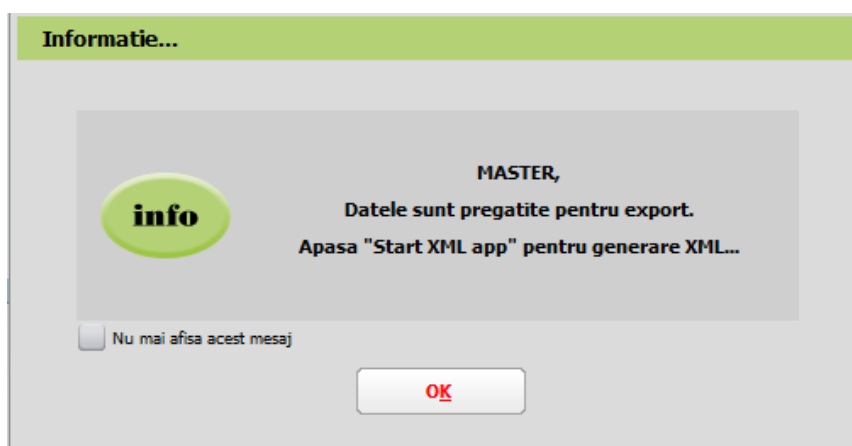 Informatie...
info
MASTER,
Datele sunt pregatite pentru export.
Apasa "Start XML app" pentru generare XML...
Nu mai afisa acest mesaj
OK